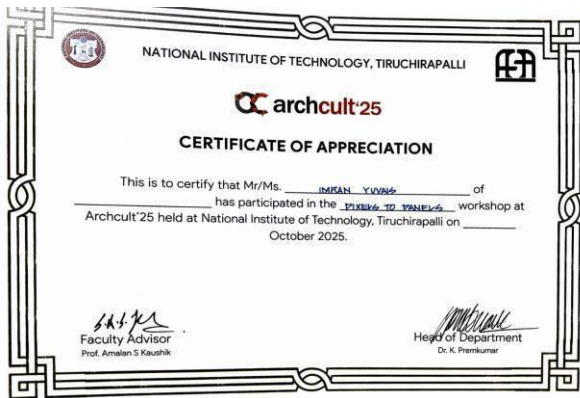 NATIONAL INSTITUTE OF TECHNOLOGY, TIRUCHIRAPALLI
archcult'25
CERTIFICATE OF APPRECIATION
This is to certify that Mr/Ms. IMRAN YUVAIS of
has participated in the PIXELS TO PANELS workshop at
Archcult'25 held at National Institute of Technology, Tiruchirapalli on
October 2025.
Faculty Advisor
Prof. Amalan S Kaushik
Head of Department
Dr. K. Premkumar